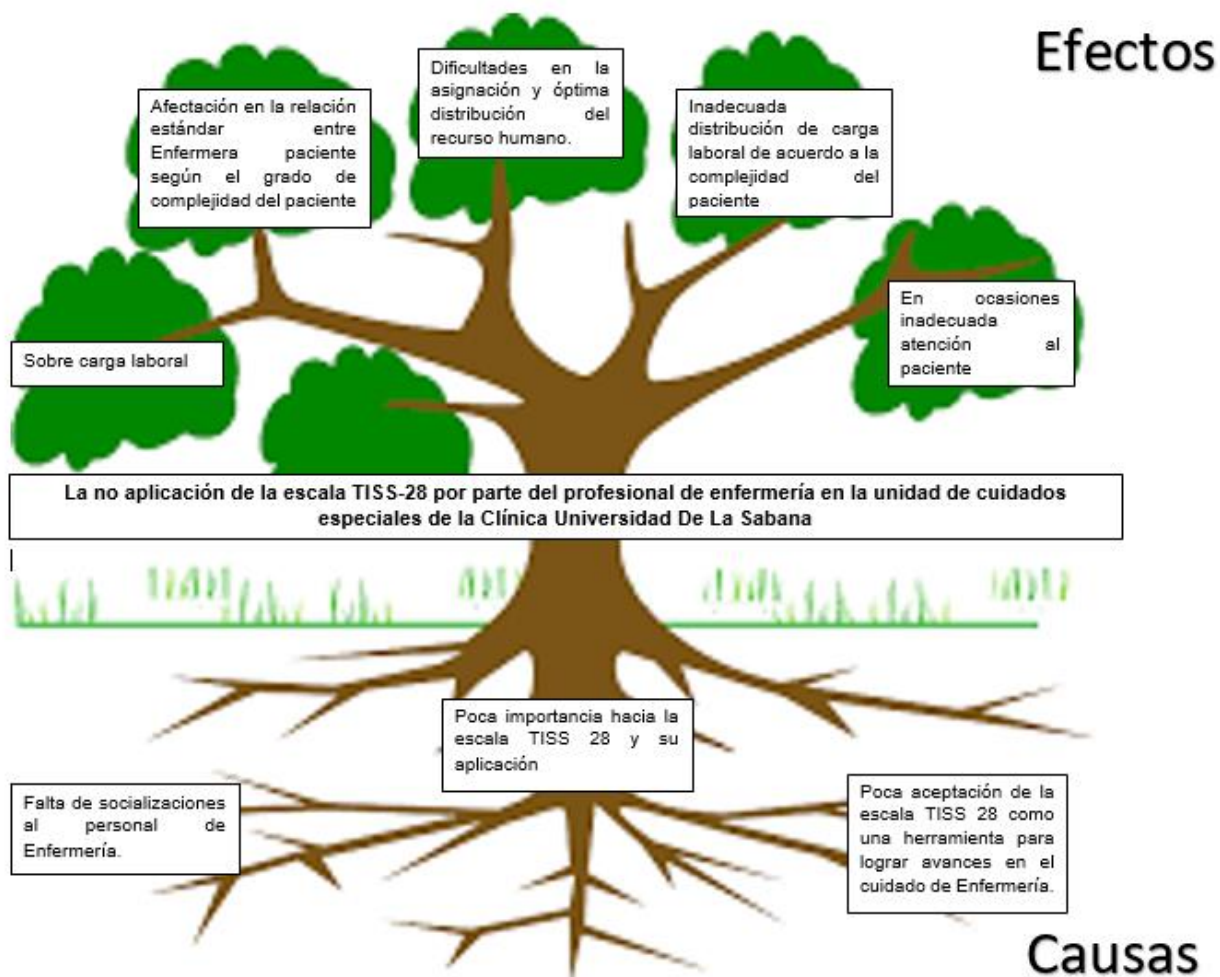 Efectos
Dificultades en la
asignación y óptima
distribución del
recurso humano.
Afectación en la relación
estándar entre
Enfermera paciente
según el grado de
complejidad del paciente
Inadecuada
distribución de carga
laboral de acuerdo a la
complejidad del
paciente
En ocasiones
inadecuada
atención al
paciente
Sobre carga laboral
La no aplicación de la escala TISS-28 por parte del profesional de enfermería en la unidad de cuidados
especiales de la Clínica Universidad De La Sabana
Poca importancia hacia la
escala TISS 28 y su
aplicación
Falta de socializaciones
al personal de
Enfermería.
Poca aceptación de la
escala TISS 28 como
una herramienta para
lograr avances en el
cuidado de Enfermería.
Causas